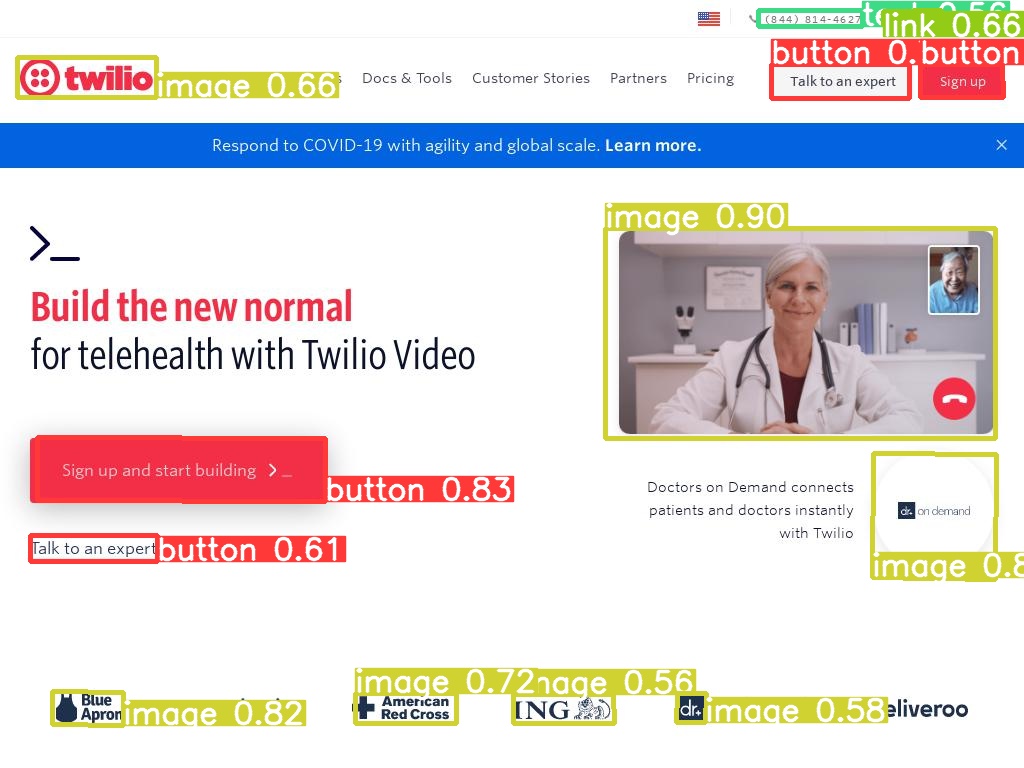 (844) 814-4627
link 0.66
button 0.
button
twilio
image 0.66
Docs & Tools
Customer Stories
Partners
Pricing
Talk to an expert
Sign up
Respond to COVID-19 with agility and global scale. Learn more.
image 0.90
Build the new normal
for telehealth with Twilio Video
Sign up and start building
button 0.83
Doctors on Demand connects
patients and doctors instantly
with Twilio
dr+ on demand
Talk to an expert
button 0.61
image 0.8
image 0.72
image 0.56
Blue
Apron
image 0.82
American
Red Cross
ING
dr+
image 0.58
eliveroo